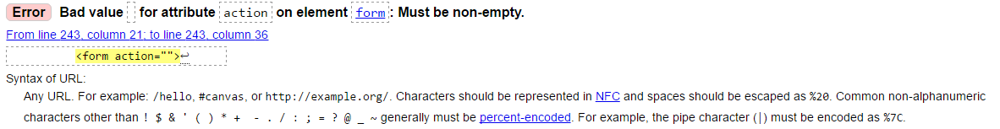 Error Bad value for attribute action on element form: Must be non-empty.
From line 243, column 21; to line 243, column 36
<form action="">↩
Syntax of URL:
Any URL. For example: /hello, #canvas, or http://example.org/. Characters should be represented in NFC and spaces should be escaped as %20. Common non-alphanumeric
characters other than ! $ & ' ( ) * + - . / : ; = ? @ _ ~ generally must be percent-encoded. For example, the pipe character (|) must be encoded as %7C.